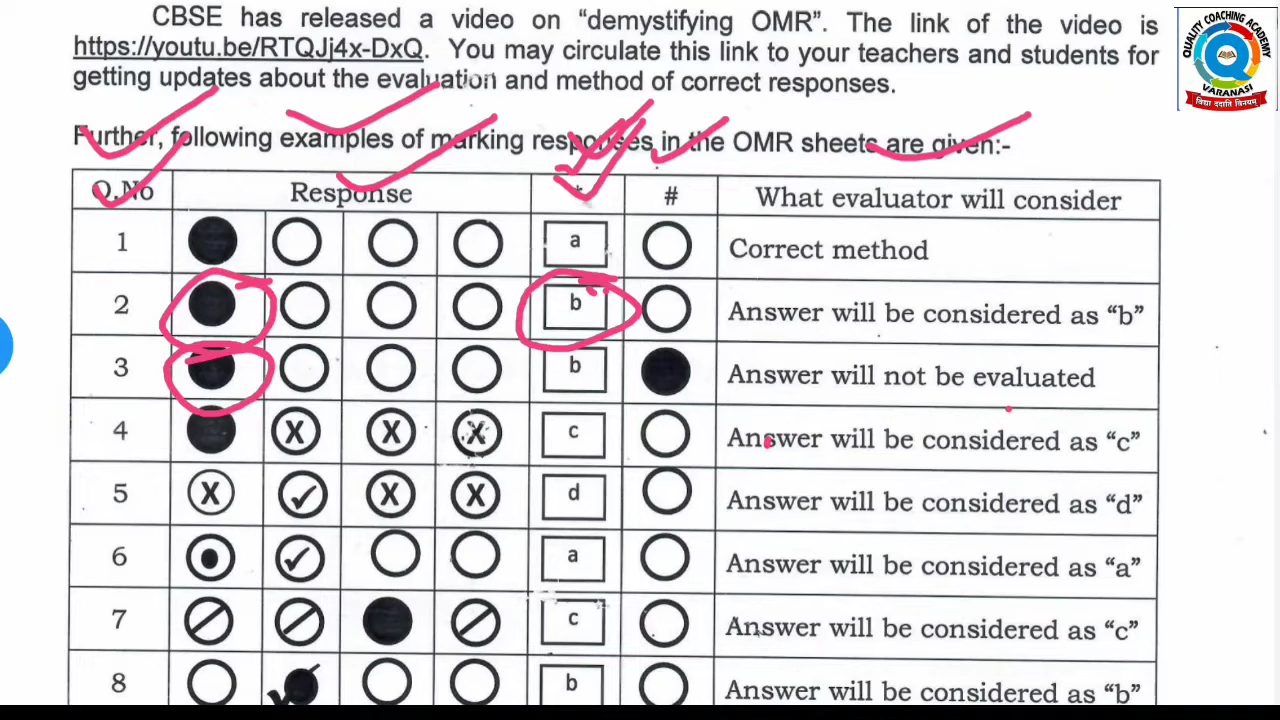 CBSE has released a video on “demystifying OMR”. The link of the video is
https://youtu.be/RTQJj4x-DxQ. You may circulate this link to your teachers and students for
getting updates about the evaluation and method of correct responses.
QUALITY COACHING ACADEMY
VARANASI
विद्या ददाति विनयम्
Further, following examples of marking responses in the OMR sheets are given:-
Q.No Response * # What evaluator will consider
1 a Correct method
2 b Answer will be considered as “b”
3 b Answer will not be evaluated
4 X X X c Answer will be considered as “c”
5 X ✓ X X d Answer will be considered as “d”
6 ✓ a Answer will be considered as “a”
7 c Answer will be considered as “c”
8 b Answer will be considered as “b”